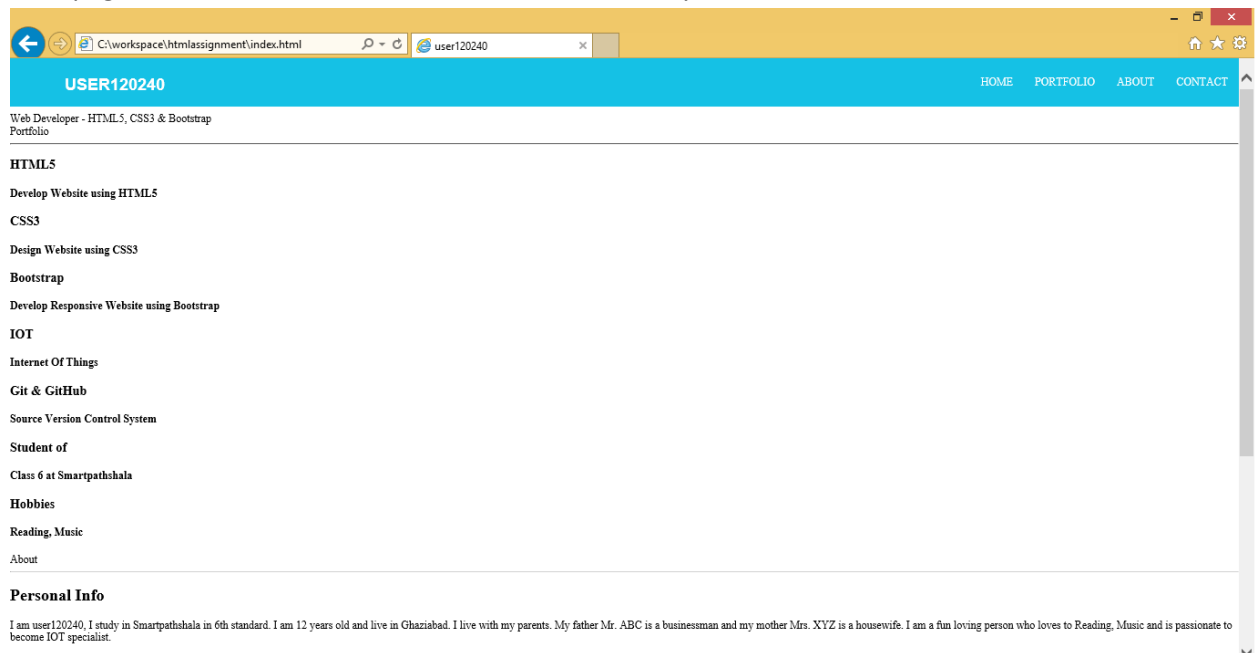 C:\workspace\htmlassignment\index.html
user120240
USER120240
HOME PORTFOLIO ABOUT CONTACT
Web Developer - HTML5, CSS3 & Bootstrap
Portfolio
HTML5
Develop Website using HTML5
CSS3
Design Website using CSS3
Bootstrap
Develop Responsive Website using Bootstrap
IOT
Internet Of Things
Git & GitHub
Source Version Control System
Student of
Class 6 at Smartpathshala
Hobbies
Reading, Music
About
Personal Info
I am user120240, I study in Smartpathshala in 6th standard. I am 12 years old and live in Ghaziabad. I live with my parents. My father Mr. ABC is a businessman and my mother Mrs. XYZ is a housewife. I am a fun loving person who loves to Reading, Music and is passionate to
become IOT specialist.